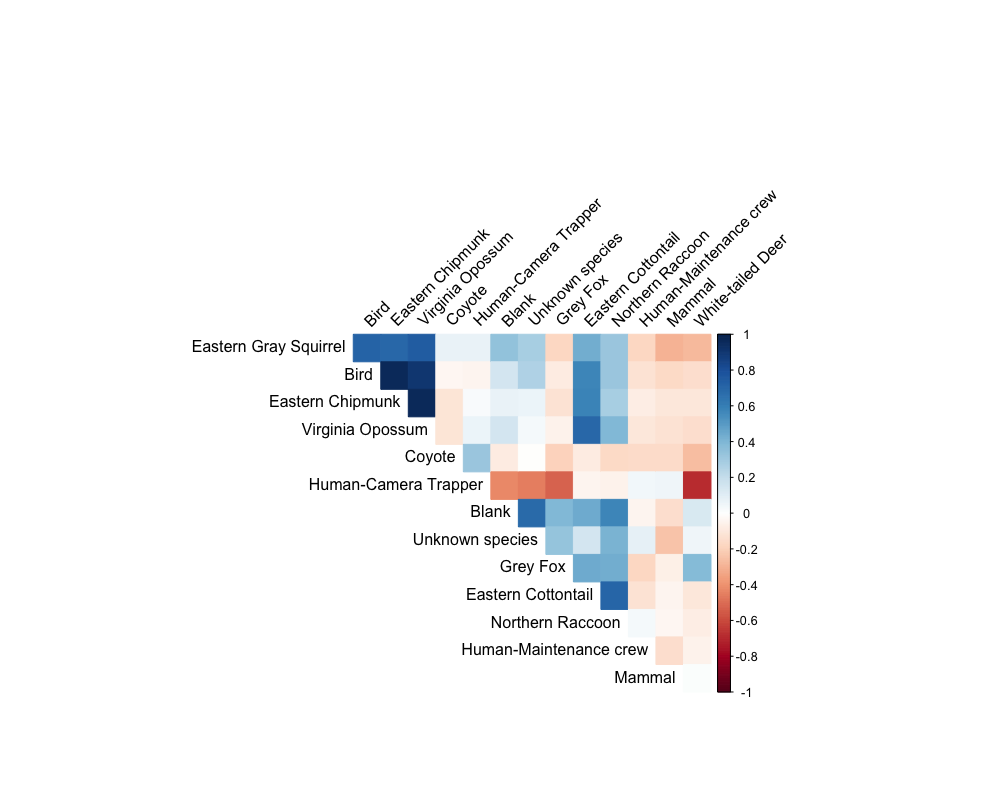 Bird
Eastern Chipmunk
Virginia Opossum
Coyote
Human-Camera Trapper
Blank
Unknown species
Grey Fox
Eastern Cottontail
Northern Raccoon
Human-Maintenance crew
Mammal
White-tailed Deer
Eastern Gray Squirrel
Bird
Eastern Chipmunk
Virginia Opossum
Coyote
Human-Camera Trapper
Blank
Unknown species
Grey Fox
Eastern Cottontail
Northern Raccoon
Human-Maintenance crew
Mammal
1
0.8
0.6
0.4
0.2
0
-0.2
-0.4
-0.6
-0.8
-1